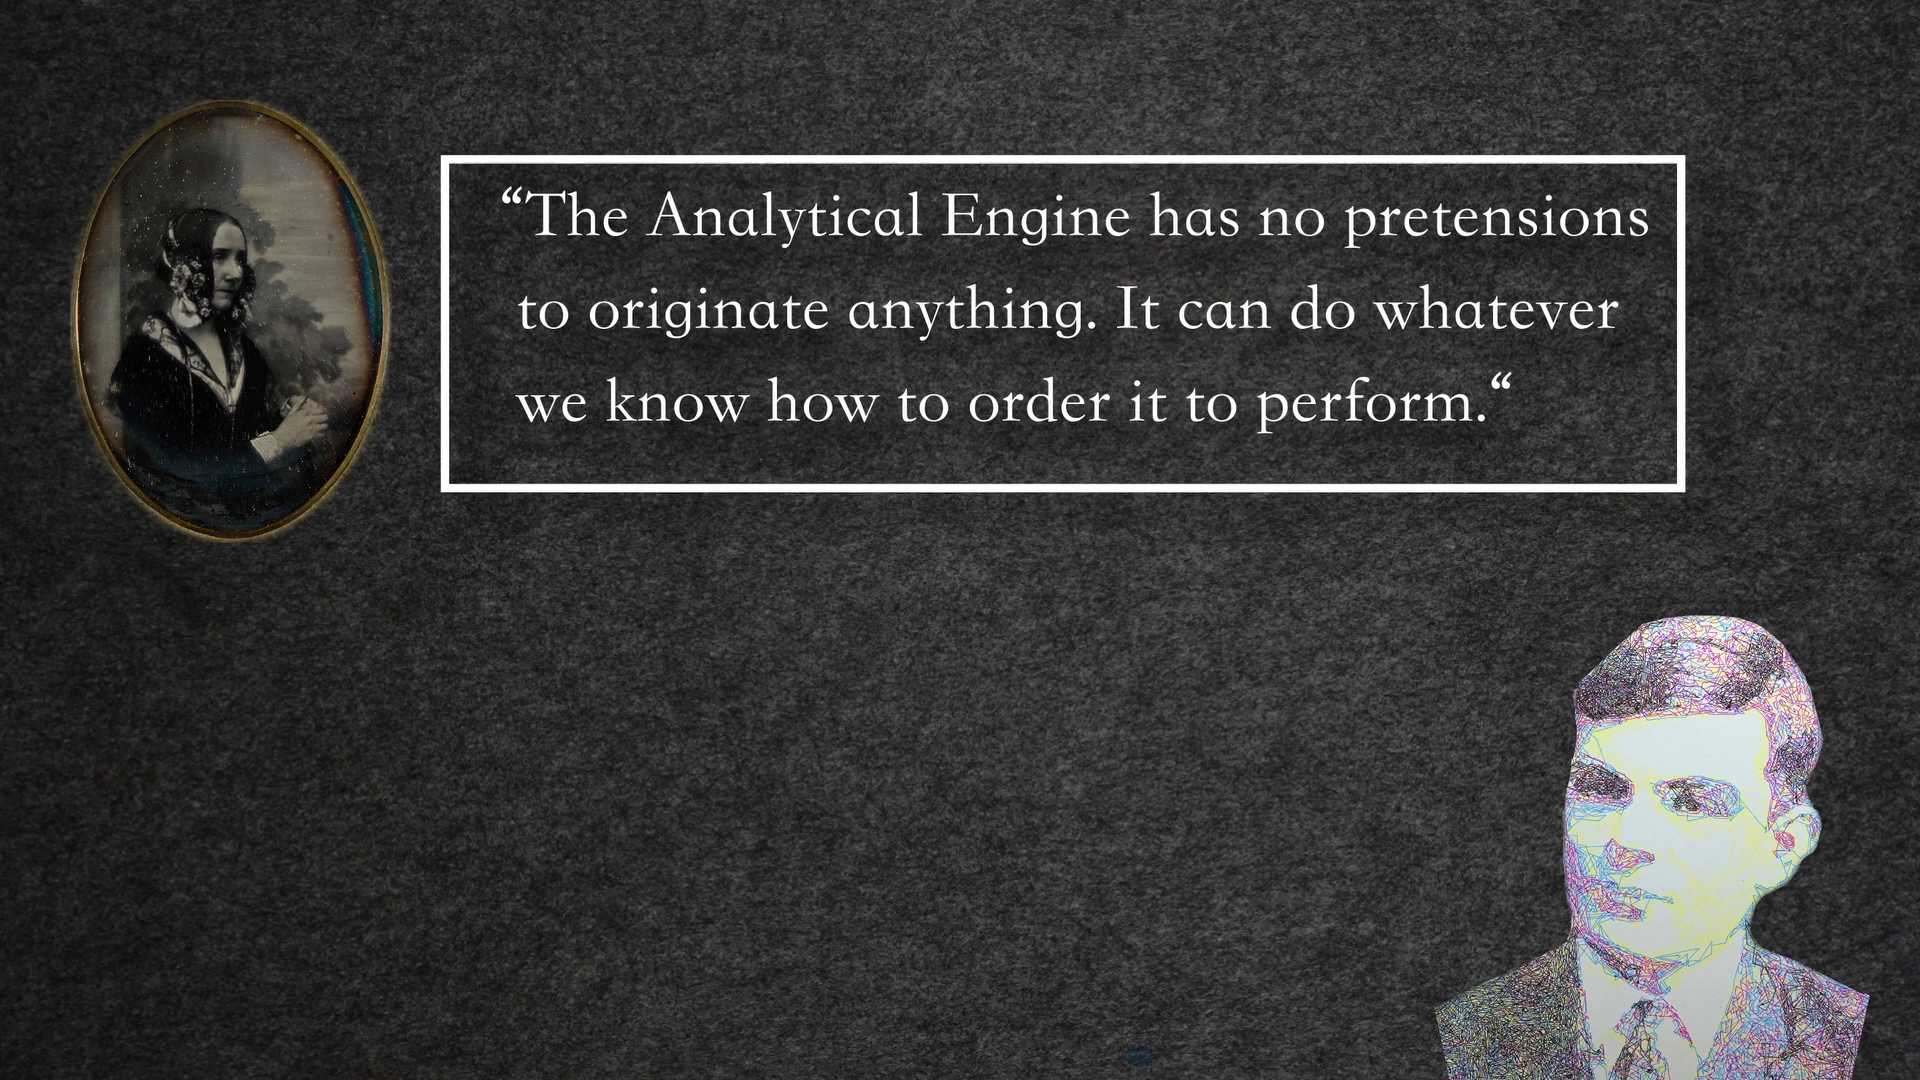 “The Analytical Engine has no pretensions
to originate anything. It can do whatever
we know how to order it to perform.“